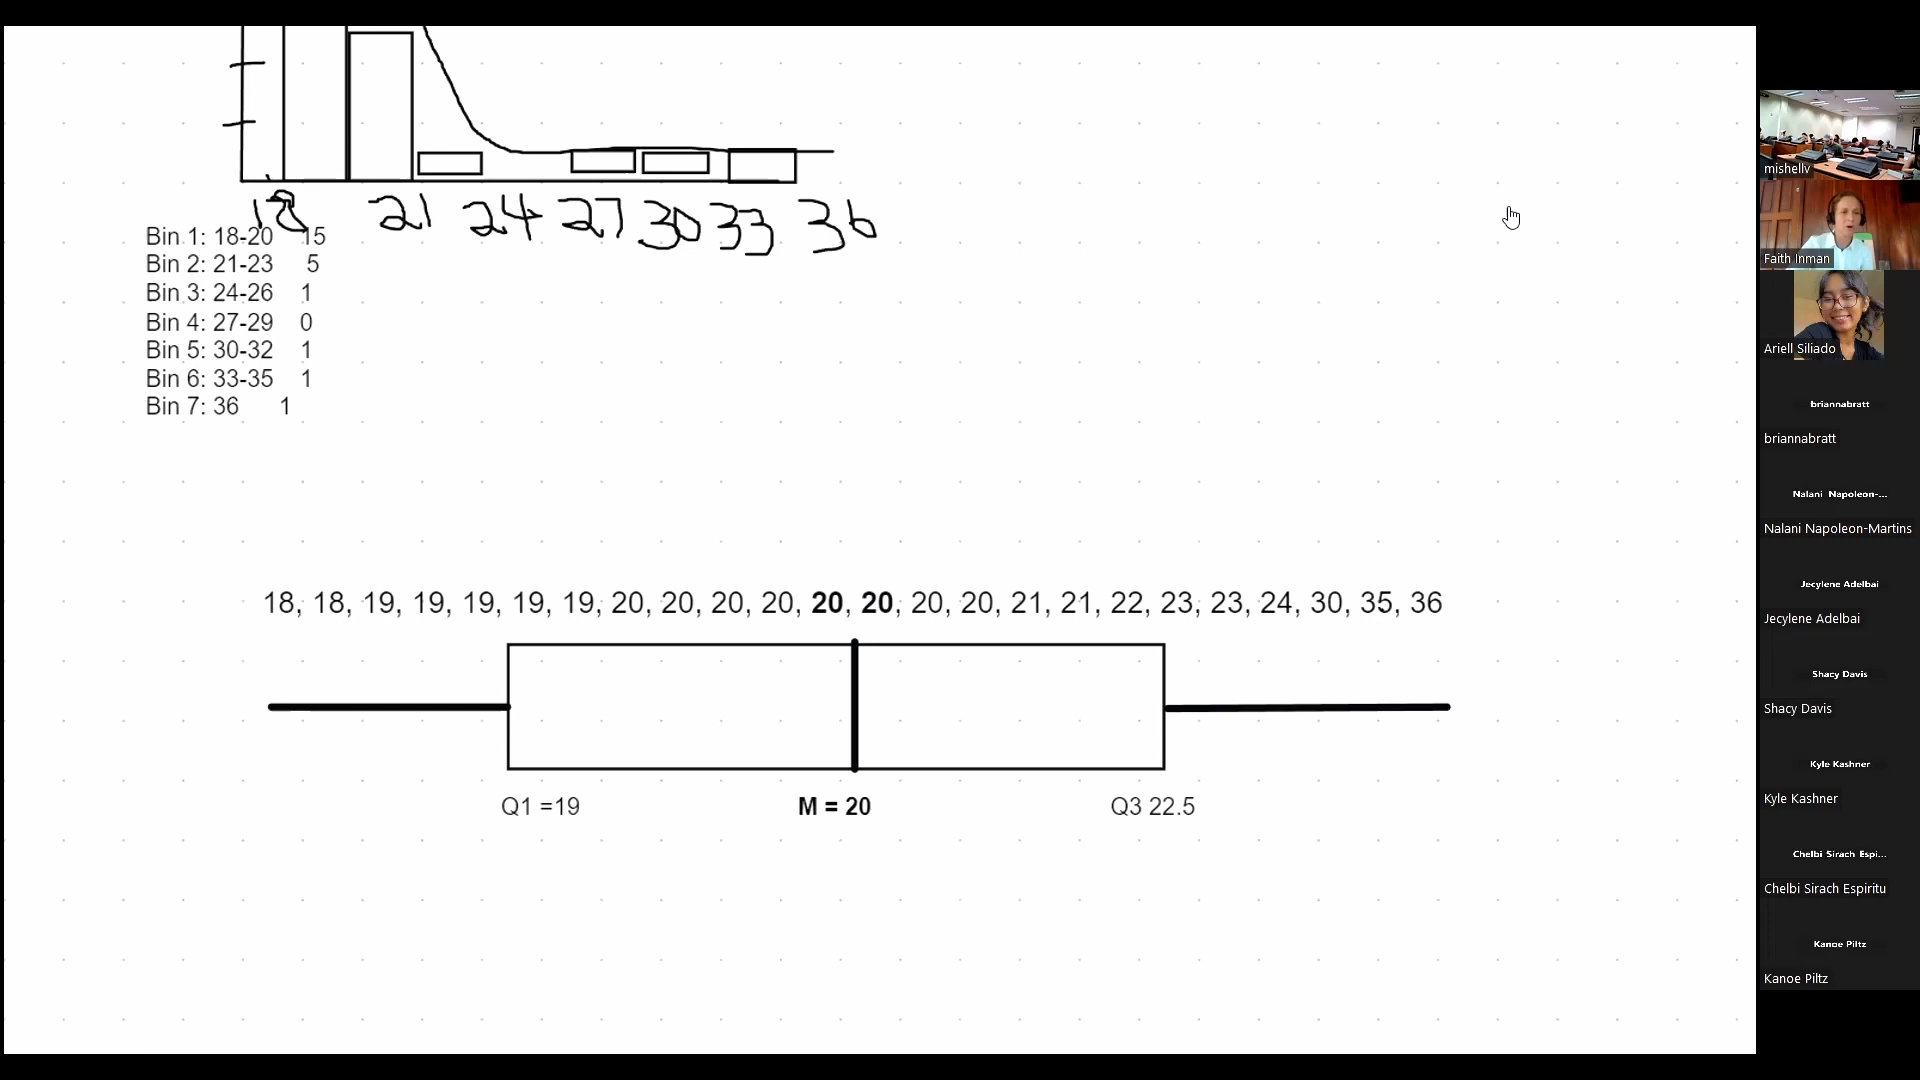 18 21 24 27 30 33 36
Bin 1: 18-20 15
Bin 2: 21-23 5
Bin 3: 24-26 1
Bin 4: 27-29 0
Bin 5: 30-32 1
Bin 6: 33-35 1
Bin 7: 36 1
18, 18, 19, 19, 19, 19, 19, 20, 20, 20, 20, 20, 20, 20, 20, 21, 21, 22, 23, 23, 24, 30, 35, 36
Q1 =19 M = 20 Q3 22.5
mishellv
Faith Inman
Ariell Siliado
briannabratt
briannabratt
Nalani Napoleon-...
Nalani Napoleon-Martins
Jecylene Adelbai
Jecylene Adelbai
Shacy Davis
Shacy Davis
Kyle Kashner
Kyle Kashner
Chelbi Sirach Espi...
Chelbi Sirach Espiritu
Kanoe Piltz
Kanoe Piltz